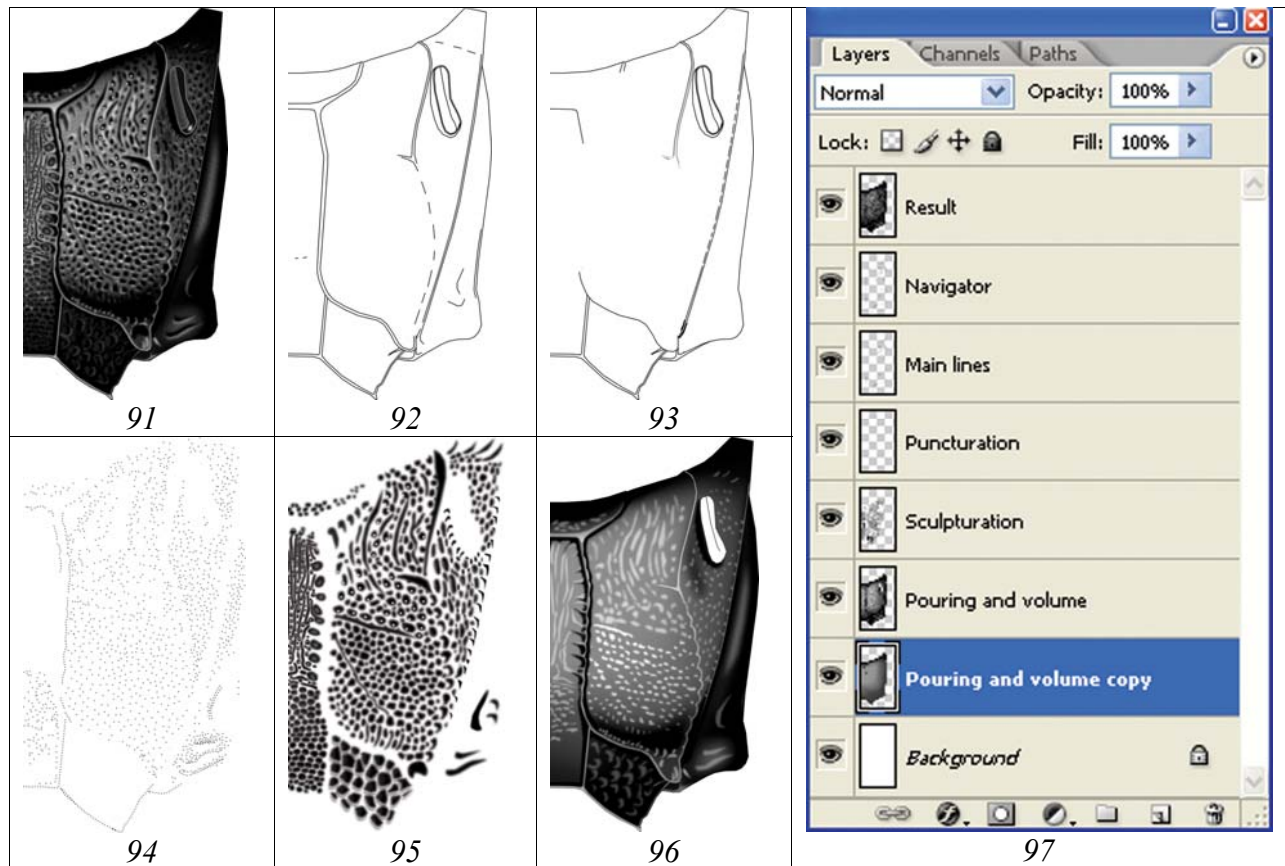 Layers Channels Paths
Normal Opacity: 100%
Lock: Fill: 100%
Result
Navigator
Main lines
Puncturation
Sculpturation
Pouring and volume
Pouring and volume copy
Background
91 92 93
94 95 96 97